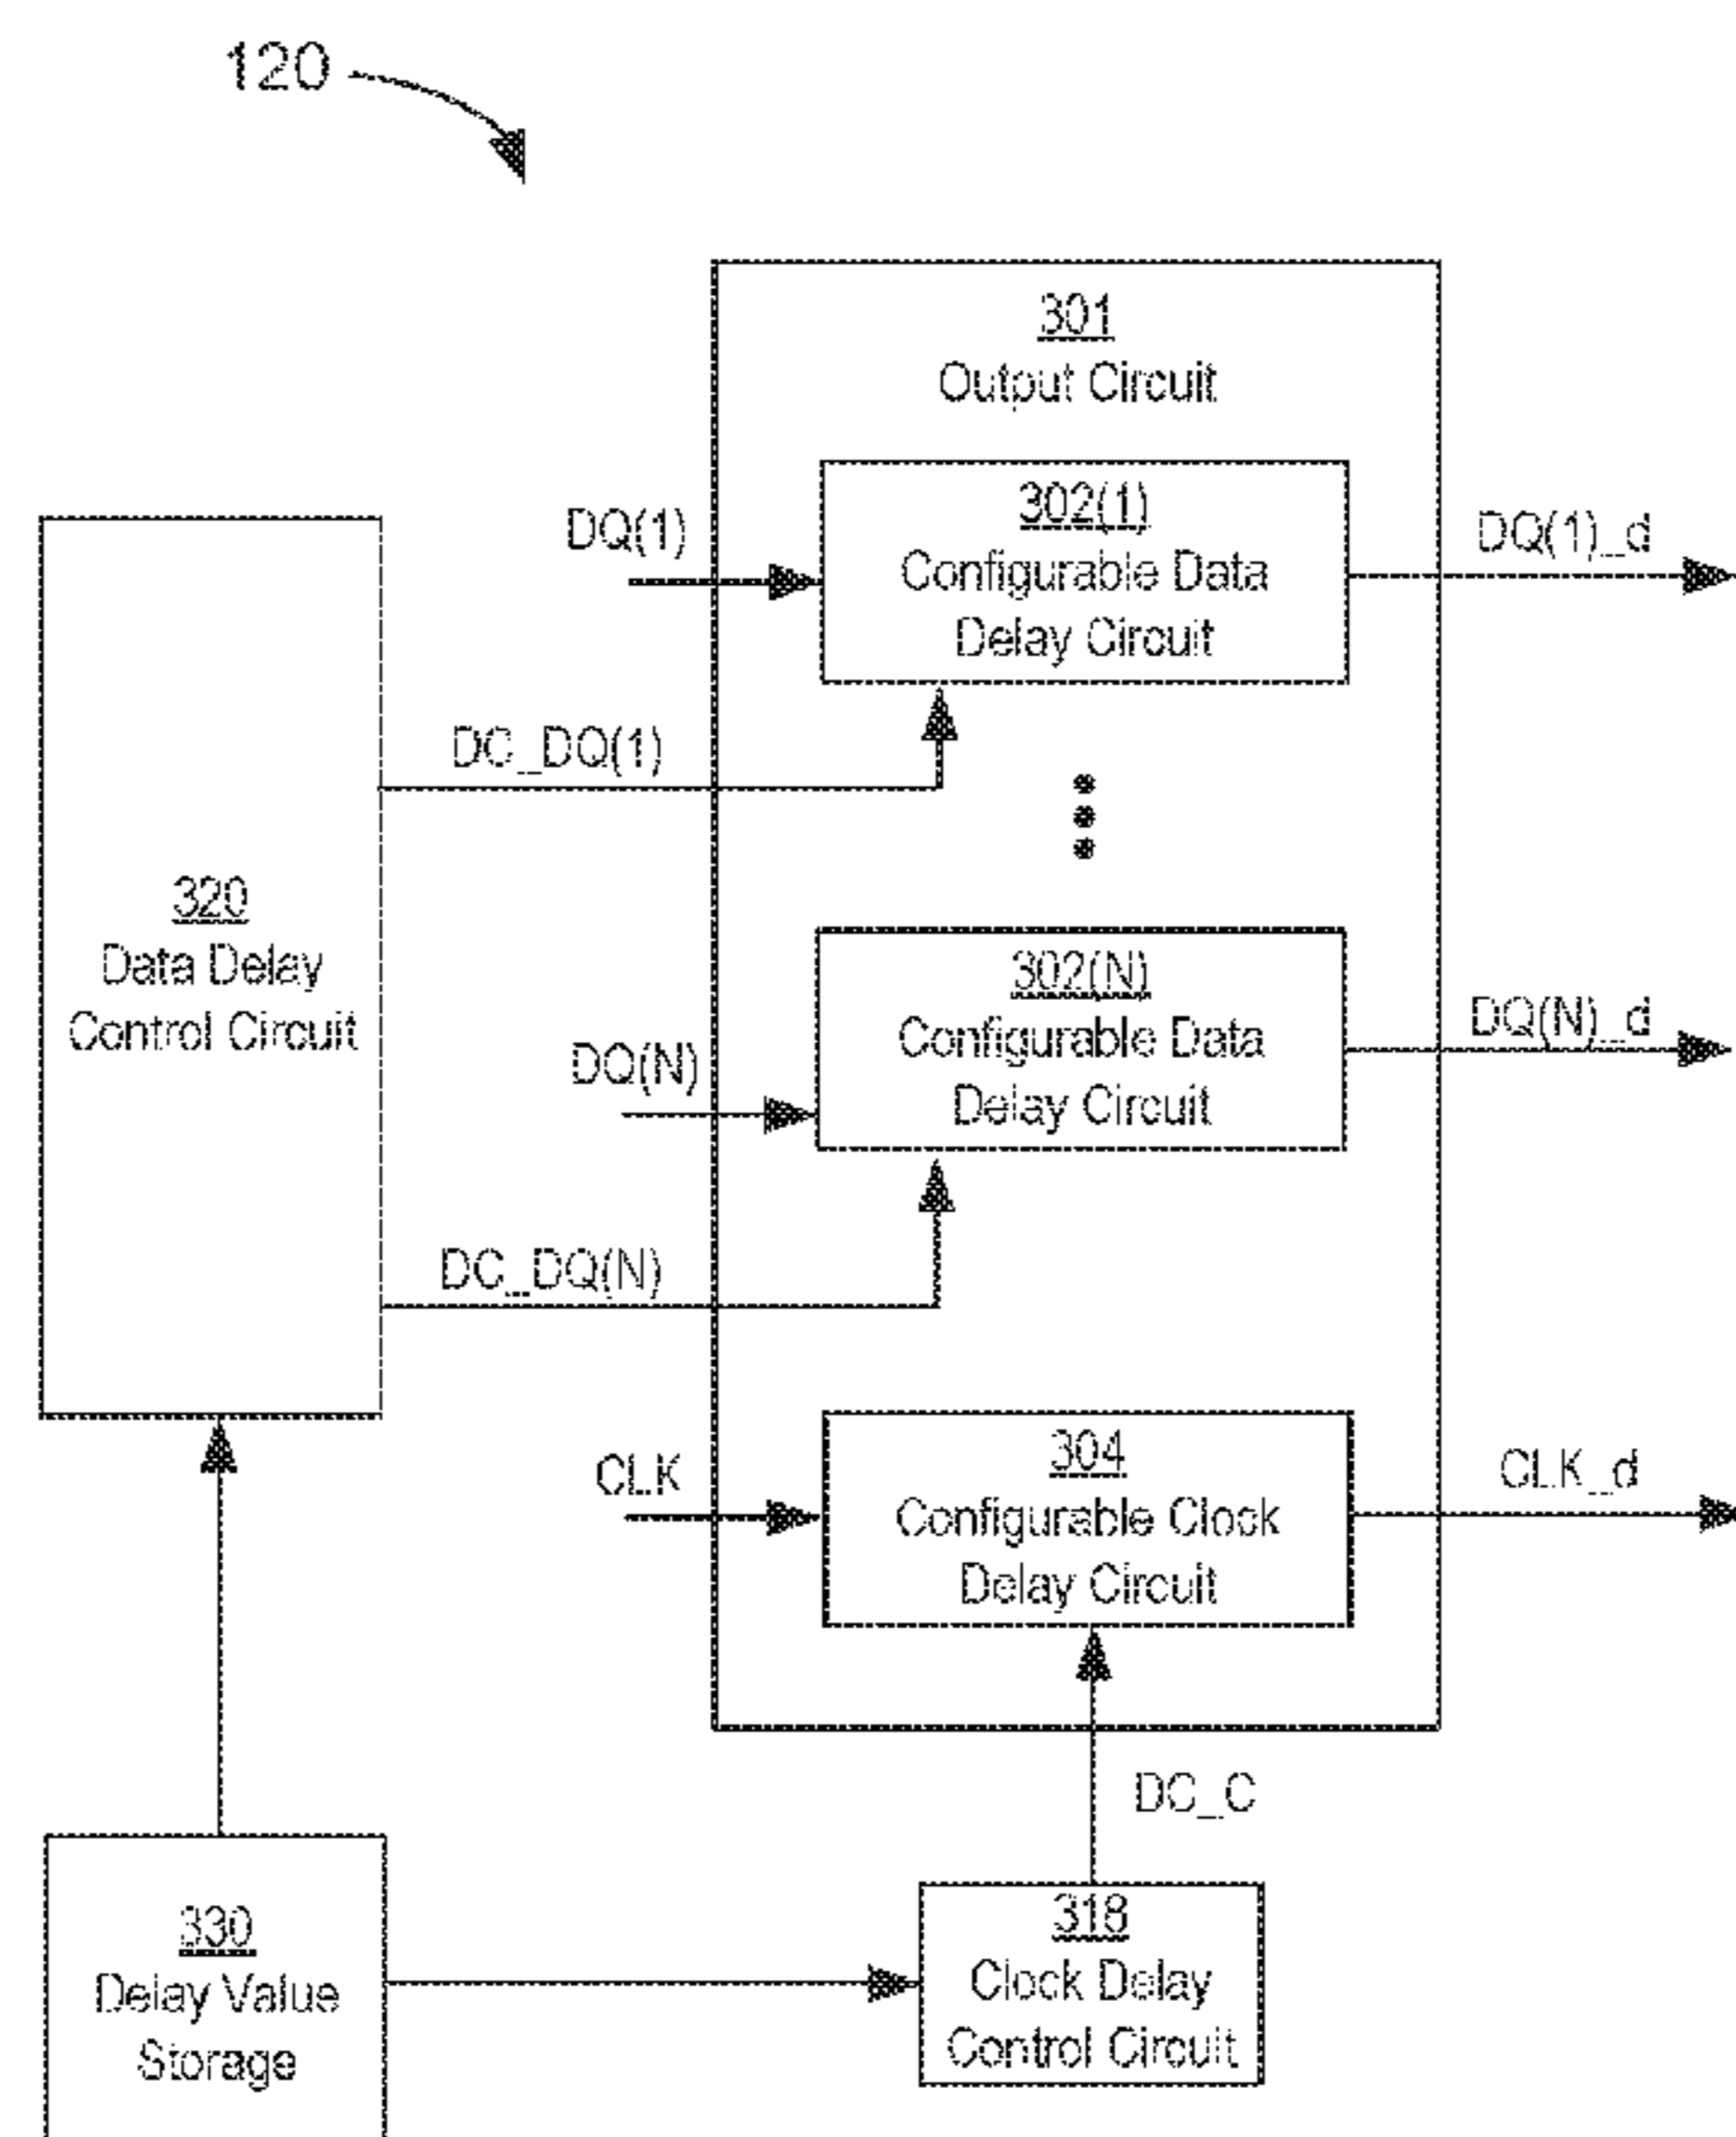 120
301
Output Circuit
302(1)
Configurable Data
Delay Circuit
DQ(1)
DQ(1)_d
DC_DQ(1)
320
Data Delay
Control Circuit
302(N)
Configurable Data
Delay Circuit
DQ(N)
DQ(N)_d
DC_DQ(N)
304
Configurable Clock
Delay Circuit
CLK
CLK_d
DC_C
330
Delay Value
Storage
318
Clock Delay
Control Circuit